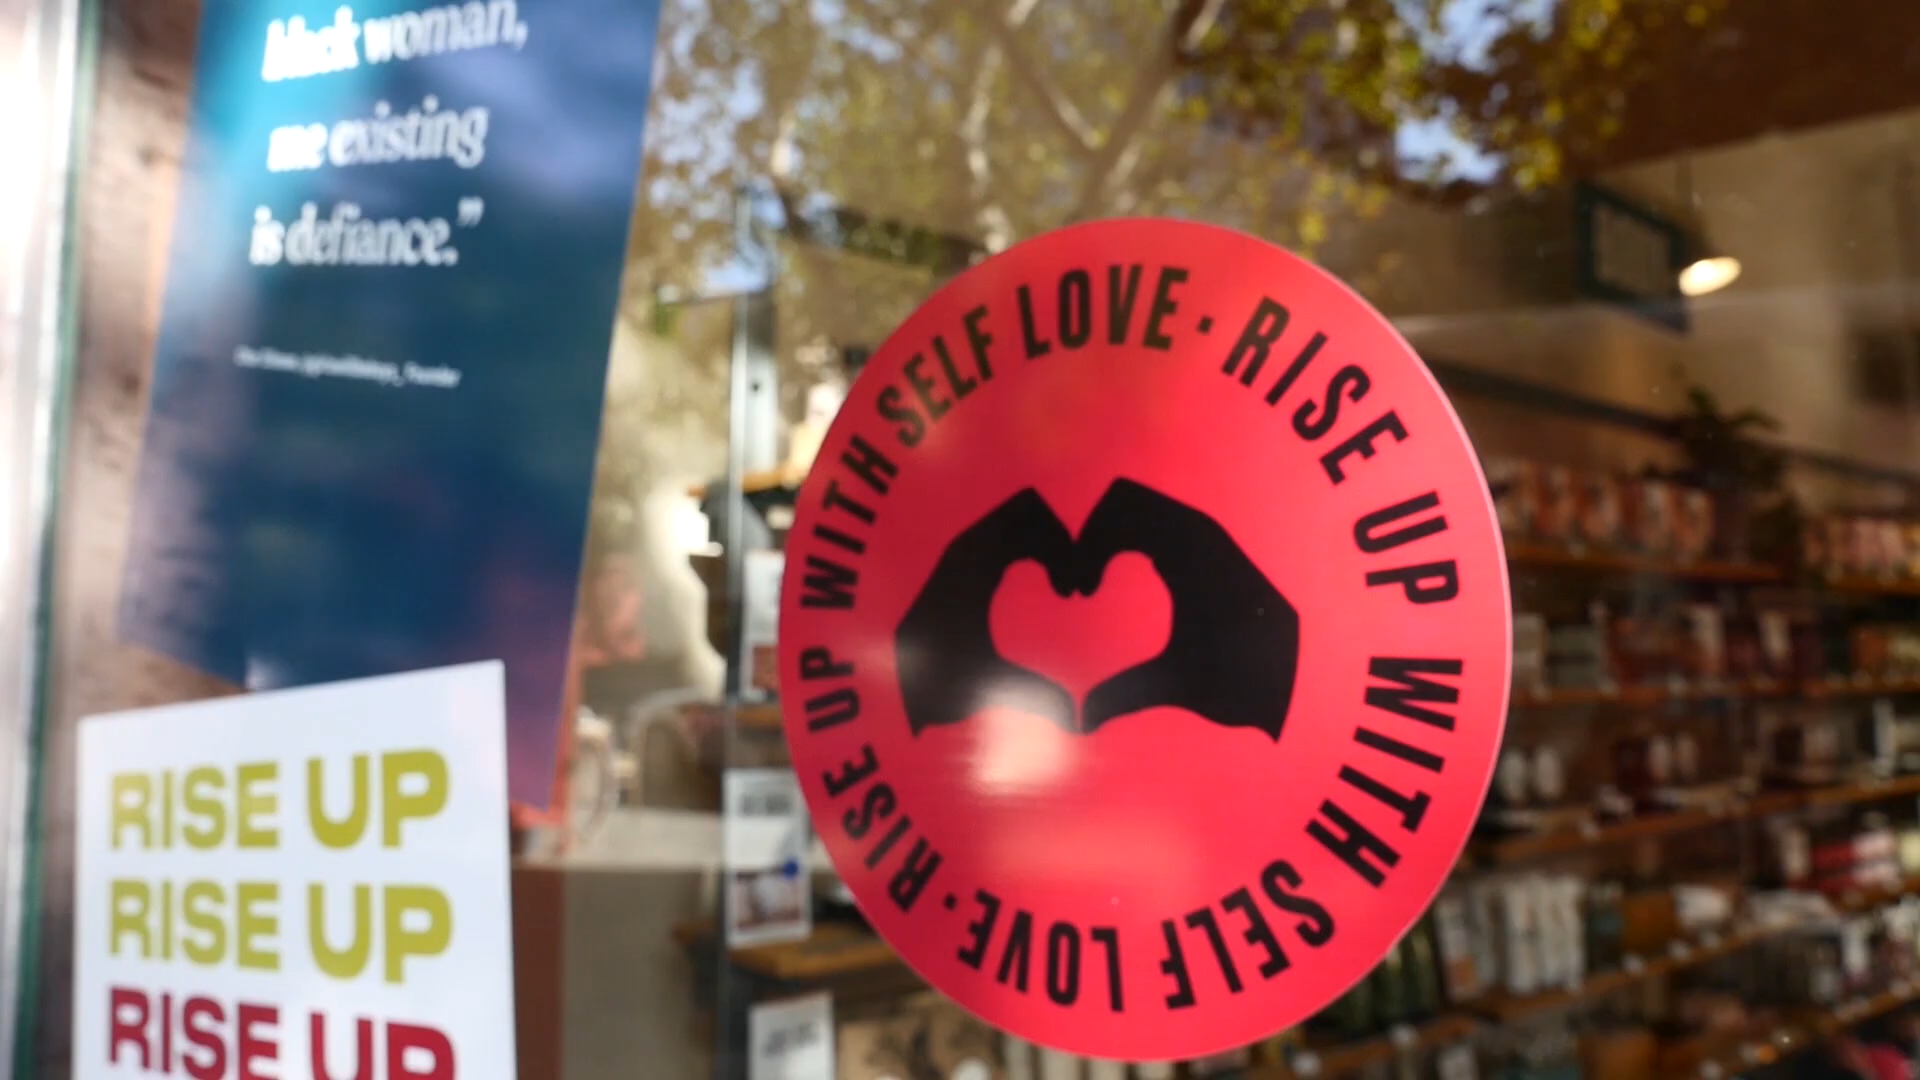 black woman,
me existing
is defiance.”
RISE UP
RISE UP
RISE UP
RISE UP WITH SELF LOVE · RISE UP WITH SELF LOVE ·